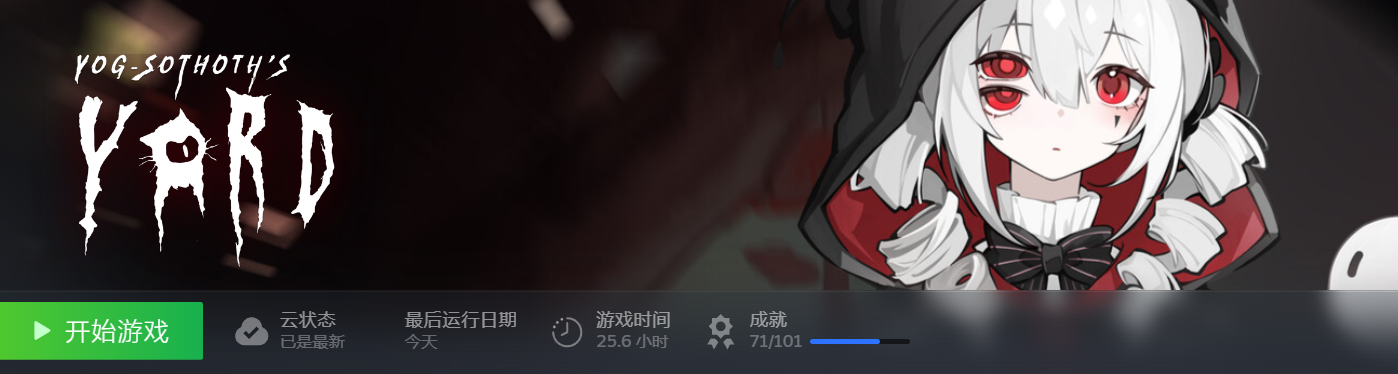 YOG-SOTHOTH'S
YARD
开始游戏
云状态
已是最新
最后运行日期
今天
游戏时间
25.6 小时
成就
71/101